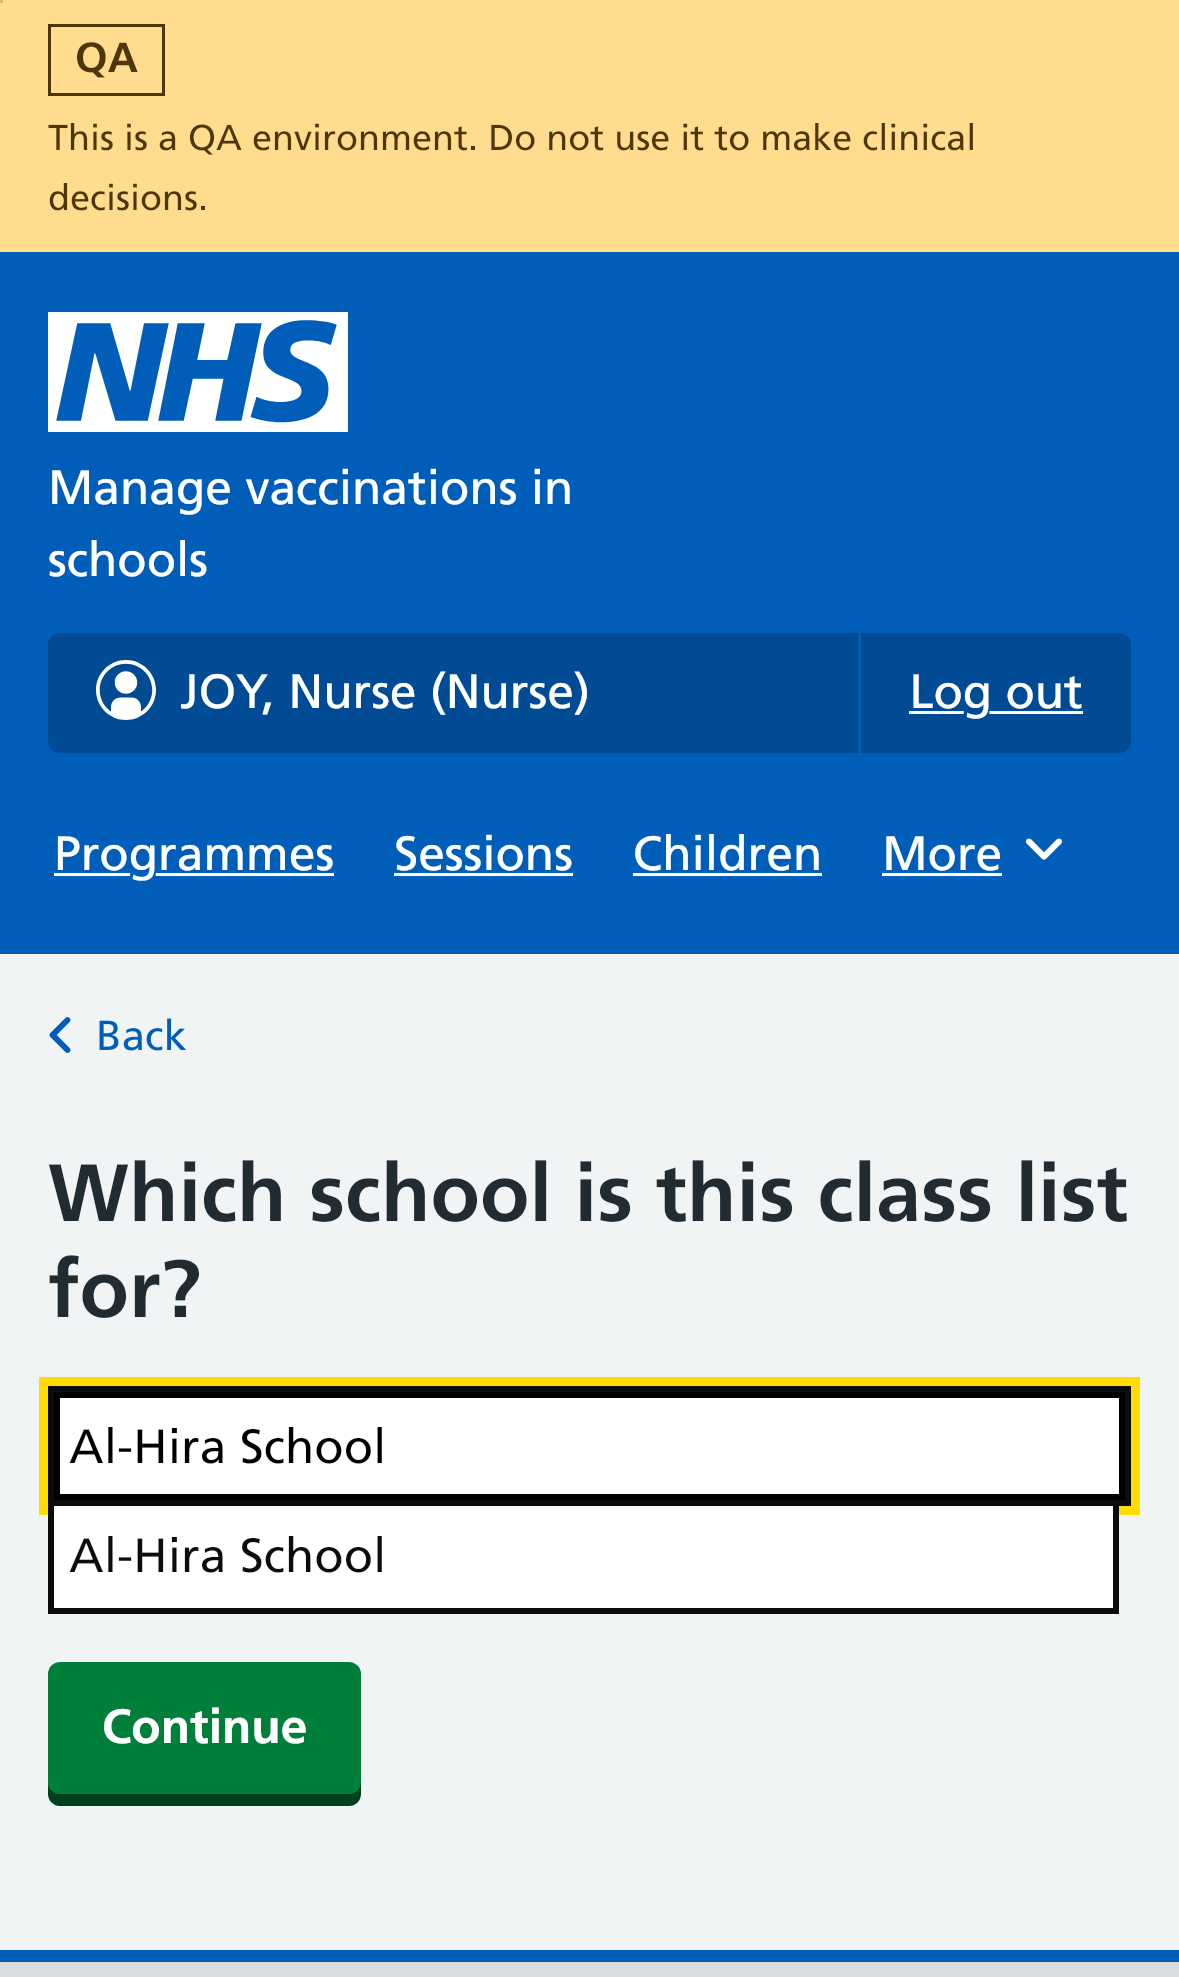 QA
This is a QA environment. Do not use it to make clinical
decisions.
NHS
Manage vaccinations in
schools
JOY, Nurse (Nurse)
Log out
Programmes
Sessions
Children
More
Back
Which school is this class list
for?
Al-Hira School
Al-Hira School
Continue